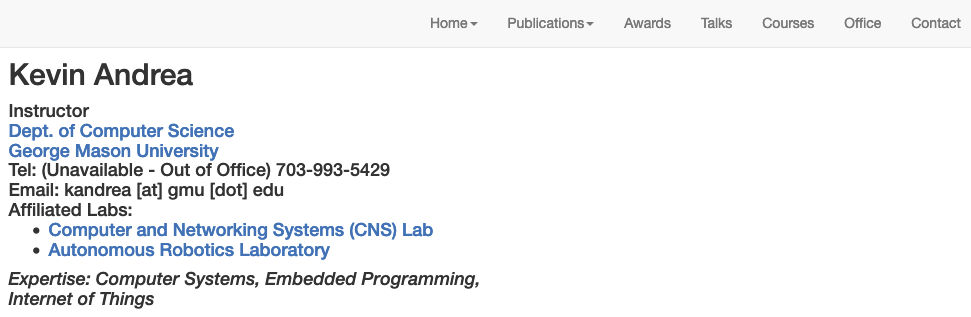 Home Publications Awards Talks Courses Office Contact
Kevin Andrea
Instructor
Dept. of Computer Science
George Mason University
Tel: (Unavailable - Out of Office) 703-993-5429
Email: kandrea [at] gmu [dot] edu
Affiliated Labs:
• Computer and Networking Systems (CNS) Lab
• Autonomous Robotics Laboratory
Expertise: Computer Systems, Embedded Programming,
Internet of Things